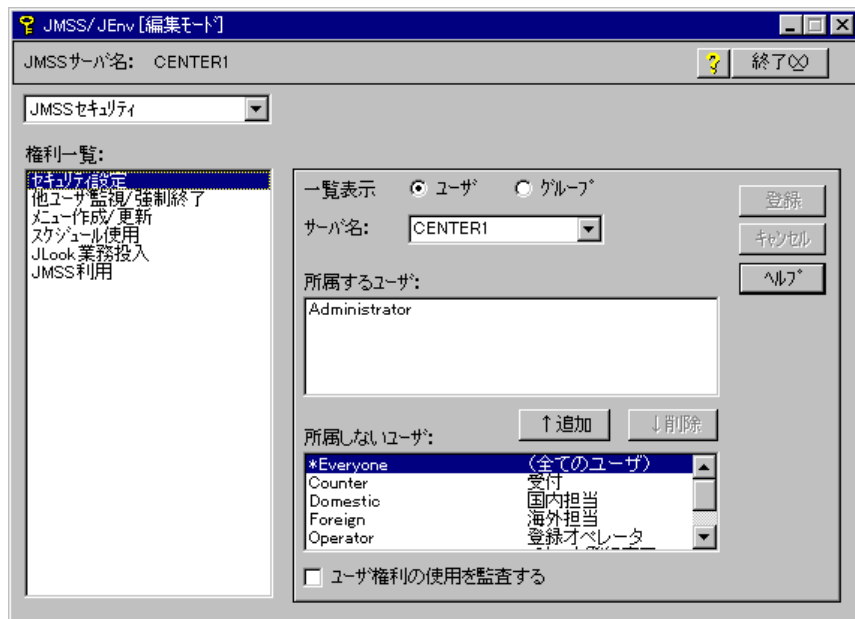 JMSS/JEnv [編集ﾓｰﾄﾞ]
JMSSｻｰﾊﾞ名: CENTER1
? 終了(X)
JMSSｾｷｭﾘﾃｨ
権利一覧:
ｾｷｭﾘﾃｨ設定
他ﾕｰｻﾞ監視/強制終了
ﾒﾆｭｰ作成/更新
ｽｹｼﾞｭｰﾙ使用
JLook業務投入
JMSS利用
一覧表示 ﾕｰｻﾞ ｸﾞﾙｰﾌﾟ
登録
ｻｰﾊﾞ名: CENTER1
ｷｬﾝｾﾙ
ﾍﾙﾌﾟ
所属するﾕｰｻﾞ:
Administrator
↑追加 ↓削除
所属しないﾕｰｻﾞ:
*Everyone (全てのユーザ)
Counter 受付
Domestic 国内担当
Foreign 海外担当
Operator 登録オペレータ
ﾕｰｻﾞ権利の使用を監査する